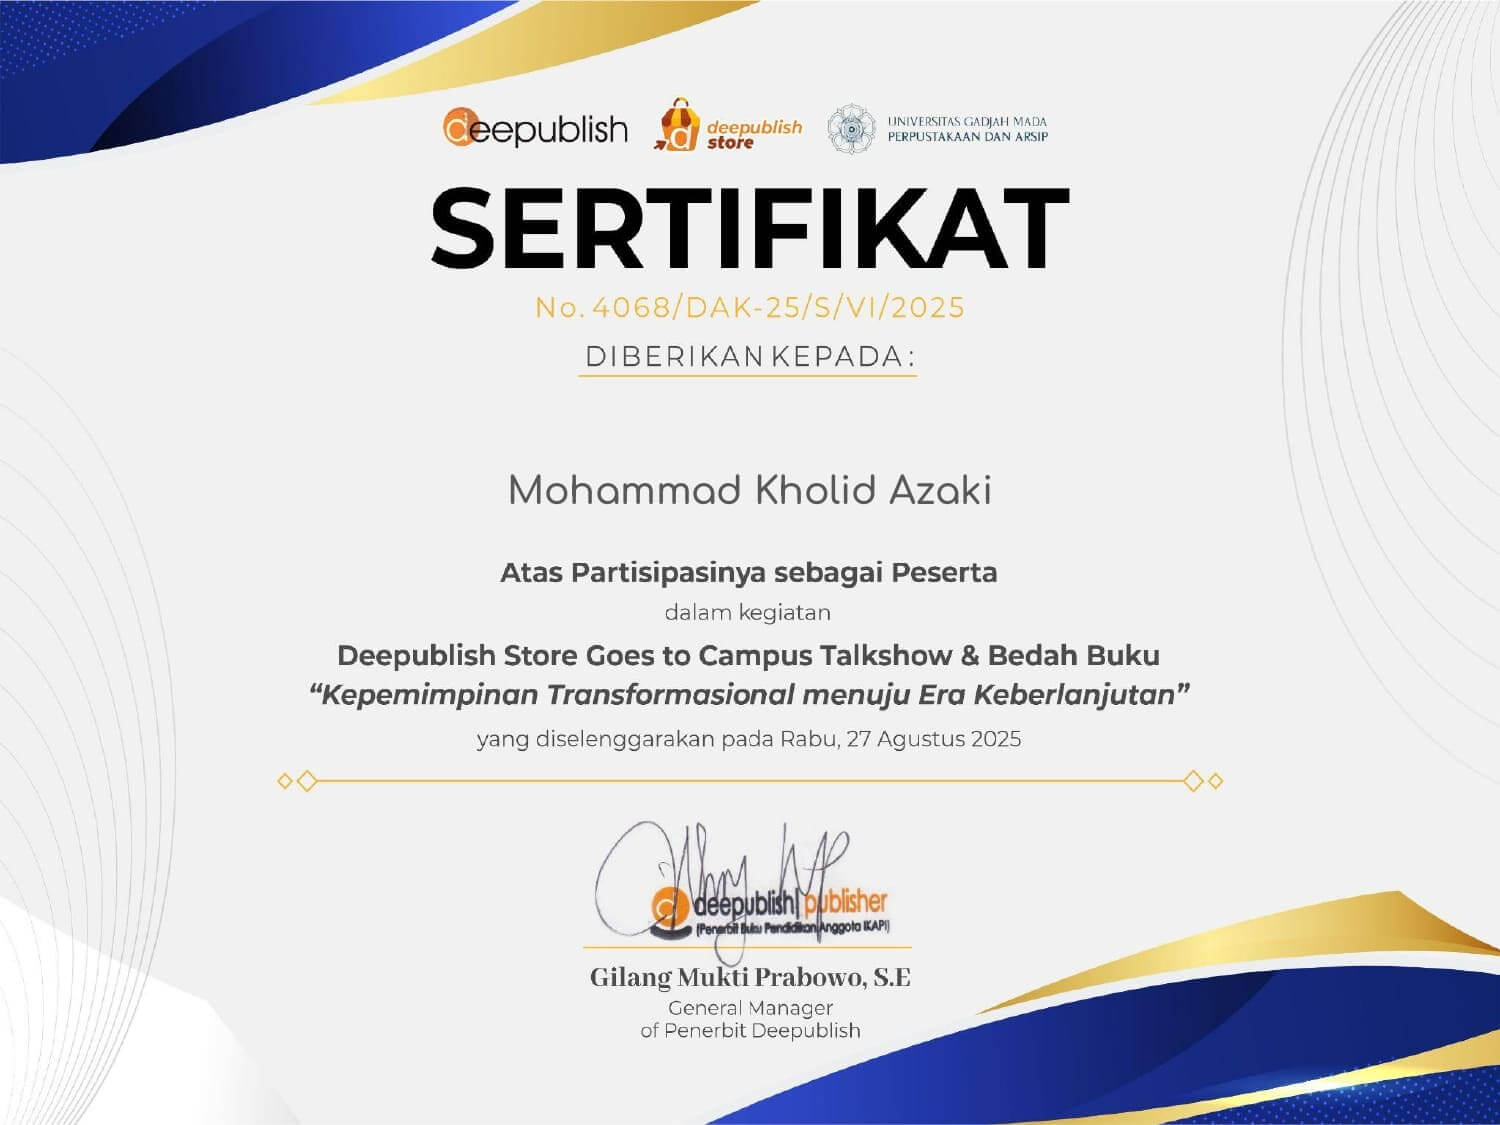 deepublish
deepublish
store
UNIVERSITAS GADJAH MADA
PERPUSTAKAAN DAN ARSIP
SERTIFIKAT
No. 4068/DAK-25/S/VI/2025
DIBERIKAN KEPADA :
Mohammad Kholid Azaki
Atas Partisipasinya sebagai Peserta
dalam kegiatan
Deepublish Store Goes to Campus Talkshow & Bedah Buku
“Kepemimpinan Transformasional menuju Era Keberlanjutan”
yang diselenggarakan pada Rabu, 27 Agustus 2025
deepublish| publisher
(Penerbit Buku Pendidikan Anggota IKAPI)
Gilang Mukti Prabowo, S.E
General Manager
of Penerbit Deepublish